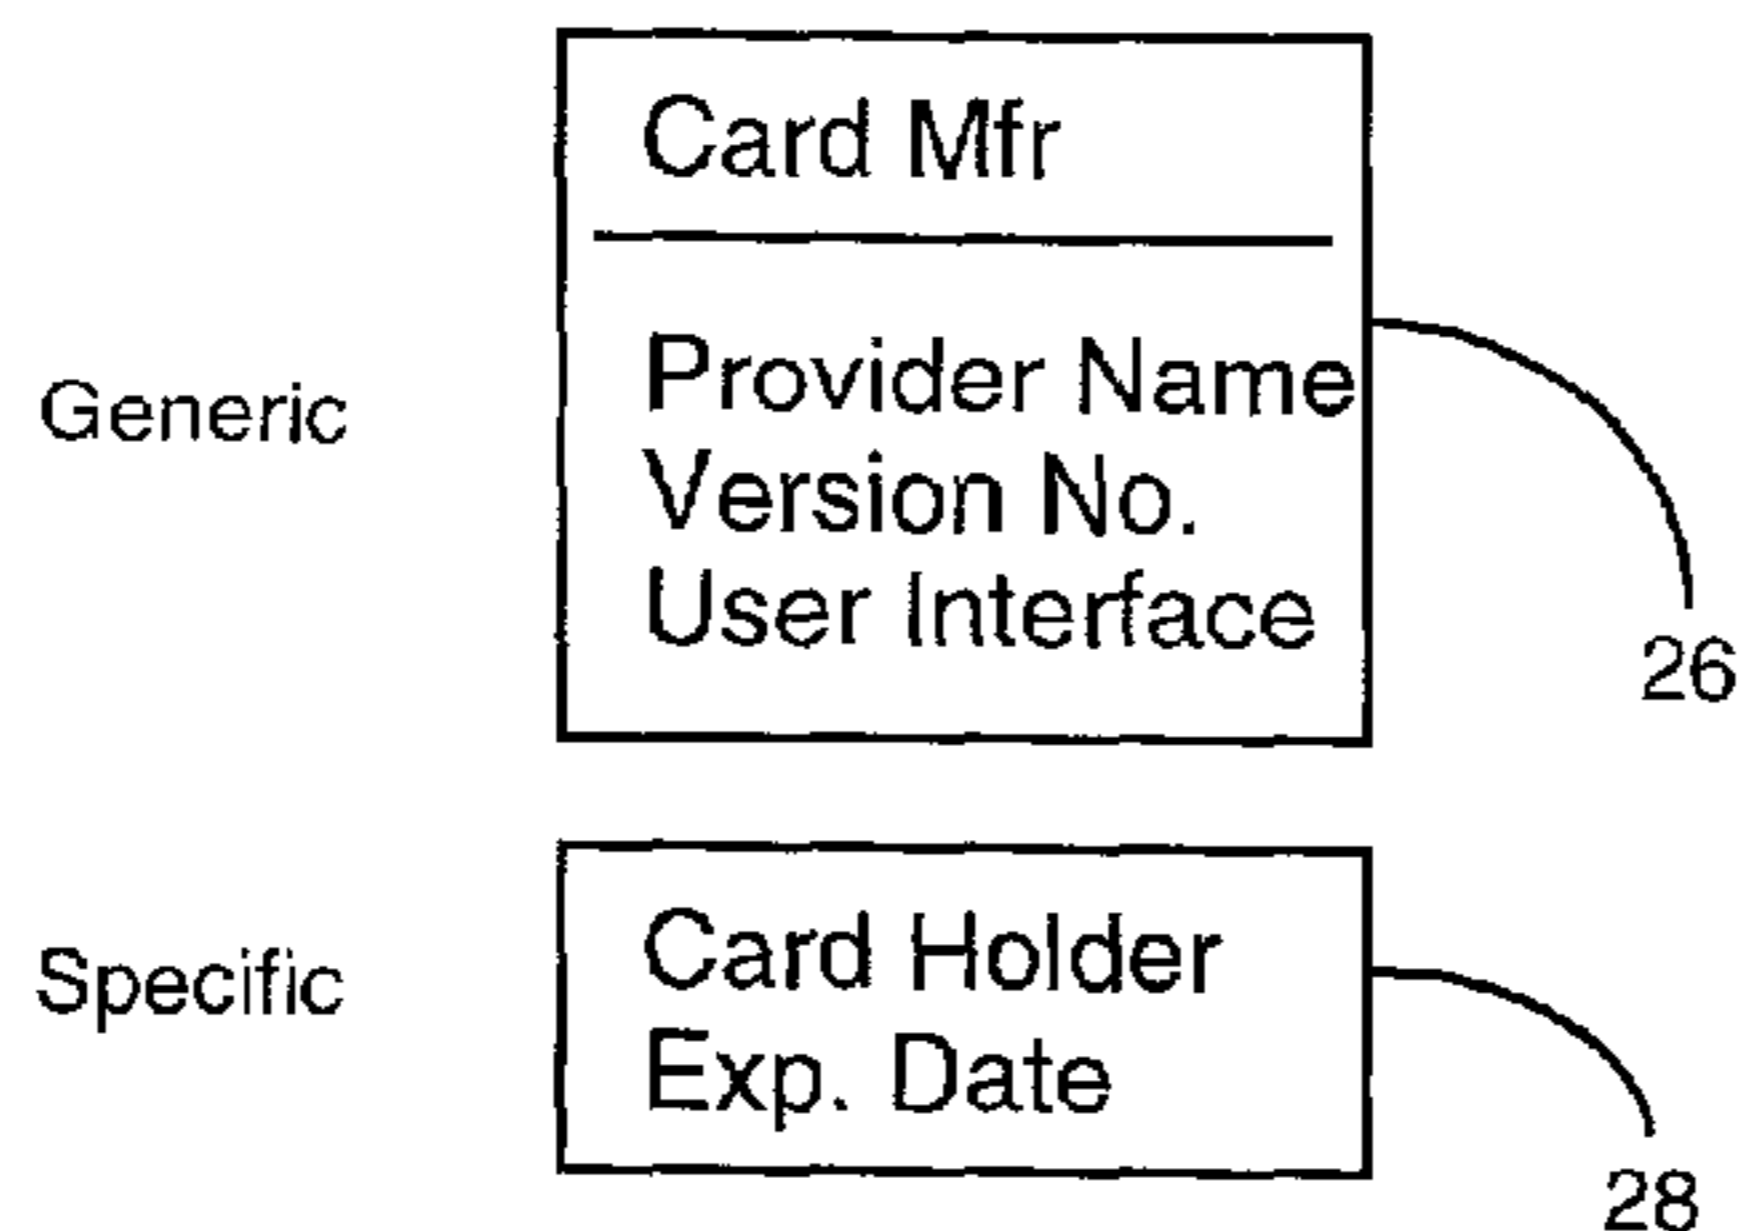 Card Mfr
Generic
Provider Name
Version No.
User Interface
26
Specific
Card Holder
Exp. Date
28